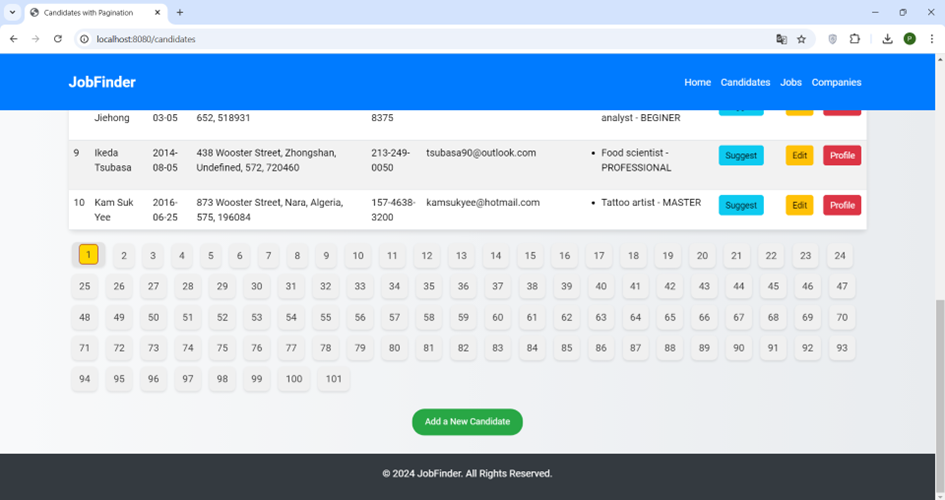 Candidates with Pagination
localhost:8080/candidates
P
JobFinder
Home Candidates Jobs Companies
Jiehong 03-05 652, 518931 8375 analyst - BEGINER
9 Ikeda 2014- 438 Wooster Street, Zhongshan, 213-249- tsubasa90@outlook.com • Food scientist - Suggest Edit Profile
Tsubasa 08-05 Undefined, 572, 720460 0050 PROFESSIONAL
10 Kam Suk 2016- 873 Wooster Street, Nara, Algeria, 157-4638- kamsukyee@hotmail.com • Tattoo artist - MASTER Suggest Edit Profile
Yee 06-25 575, 196084 3200
1 2 3 4 5 6 7 8 9 10 11 12 13 14 15 16 17 18 19 20 21 22 23 24
25 26 27 28 29 30 31 32 33 34 35 36 37 38 39 40 41 42 43 44 45 46 47
48 49 50 51 52 53 54 55 56 57 58 59 60 61 62 63 64 65 66 67 68 69 70
71 72 73 74 75 76 77 78 79 80 81 82 83 84 85 86 87 88 89 90 91 92 93
94 95 96 97 98 99 100 101
Add a New Candidate
© 2024 JobFinder. All Rights Reserved.